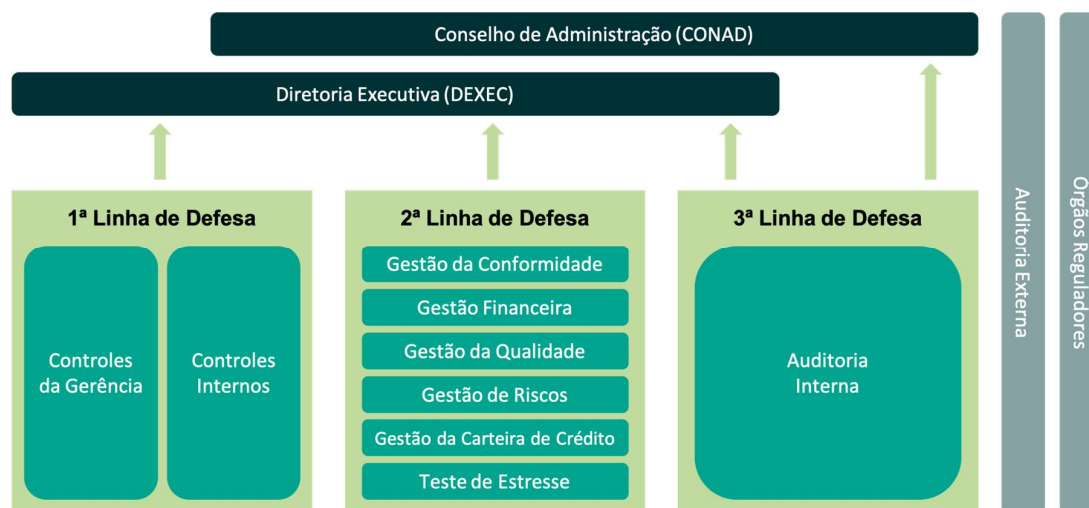 Conselho de Administração (CONAD)
Diretoria Executiva (DEXEC)
1ª Linha de Defesa
Controles
da Gerência
Controles
Internos
2ª Linha de Defesa
Gestão da Conformidade
Gestão Financeira
Gestão da Qualidade
Gestão de Riscos
Gestão da Carteira de Crédito
Teste de Estresse
3ª Linha de Defesa
Auditoria
Interna
Auditoria Externa
Orgãos Reguladores